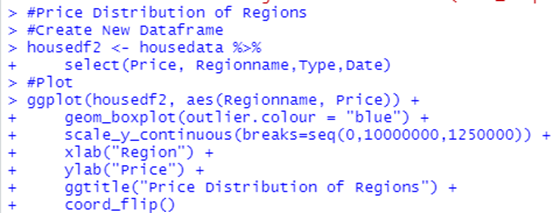 > #Price Distribution of Regions
> #Create New Dataframe
> housedf2 <- housedata %>%
+     select(Price, Regionname,Type,Date)
> #Plot
> ggplot(housedf2, aes(Regionname, Price)) +
+     geom_boxplot(outlier.colour = "blue") +
+     scale_y_continuous(breaks=seq(0,10000000,1250000)) +
+     xlab("Region") +
+     ylab("Price") +
+     ggtitle("Price Distribution of Regions") +
+     coord_flip()